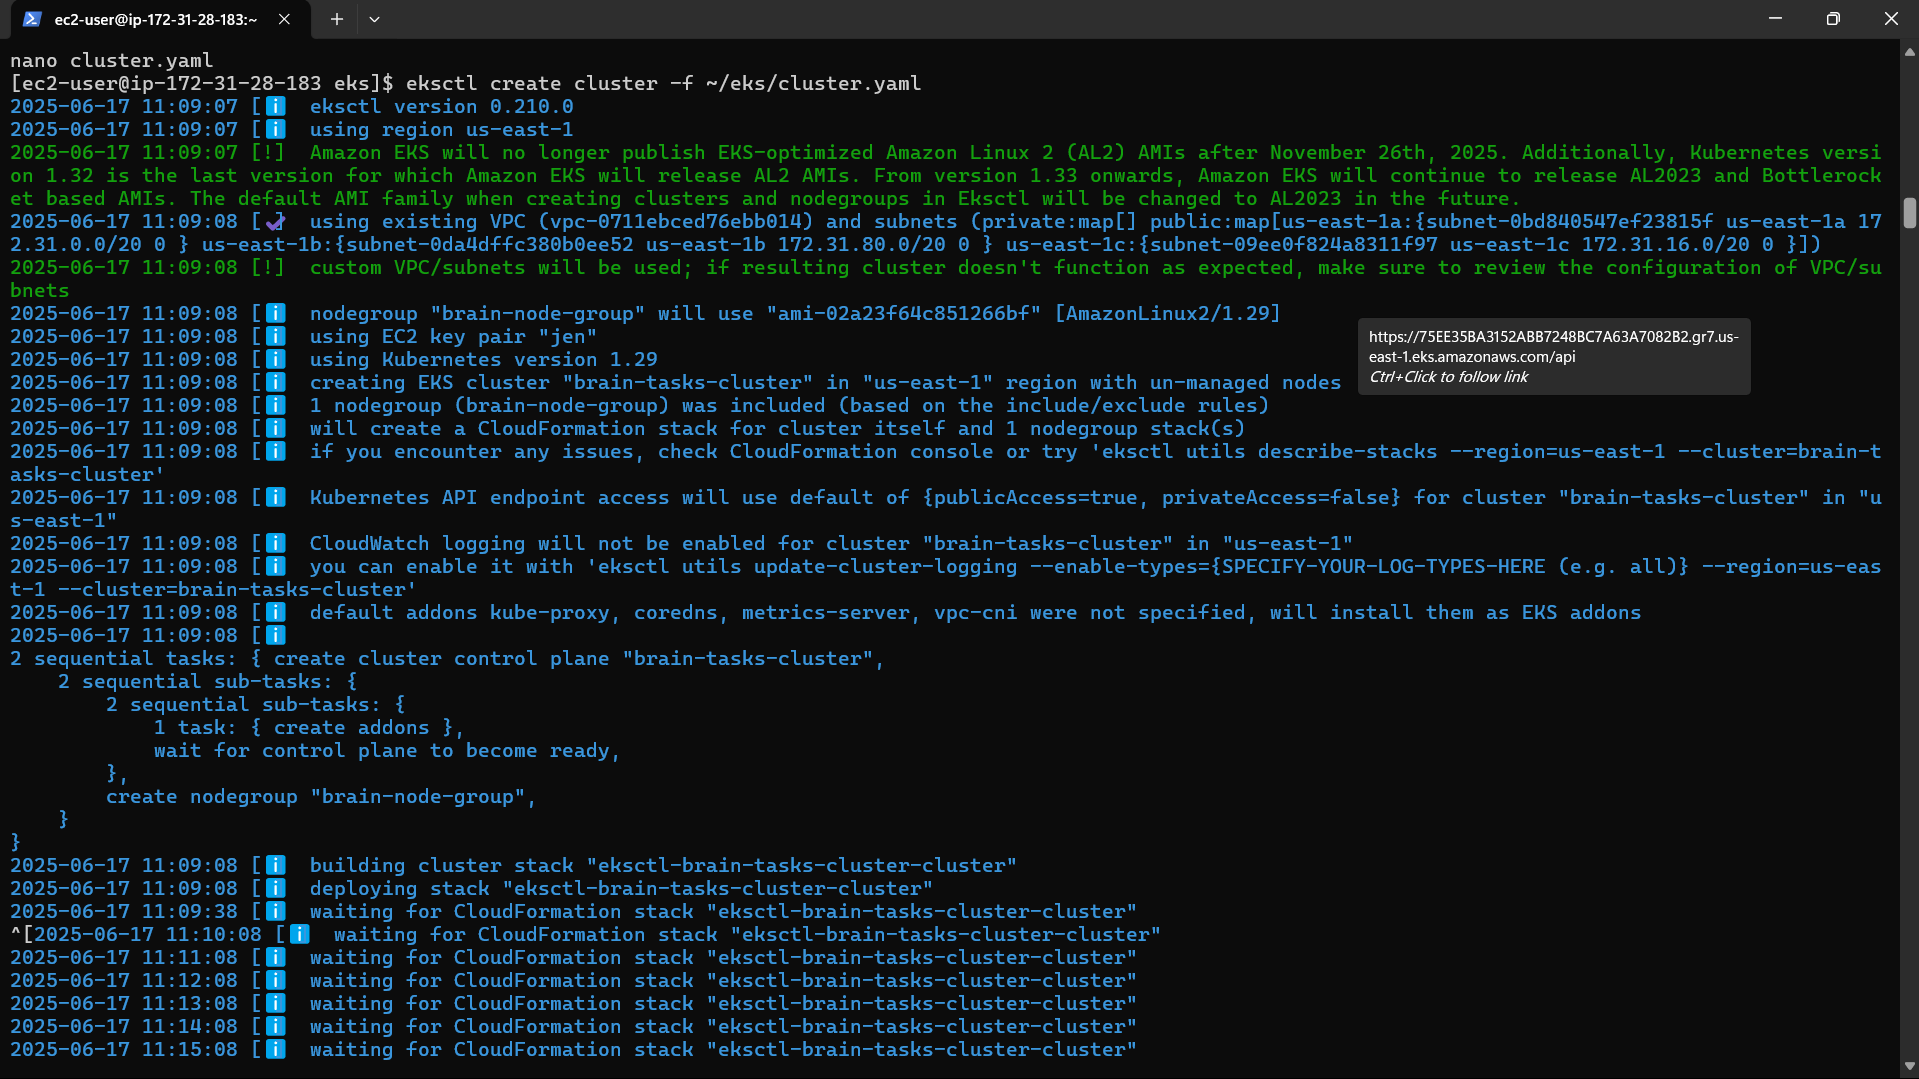 ec2-user@ip-172-31-28-183:~
nano cluster.yaml
[ec2-user@ip-172-31-28-183 eks]$ eksctl create cluster -f ~/eks/cluster.yaml
2025-06-17 11:09:07 [ℹ]  eksctl version 0.210.0
2025-06-17 11:09:07 [ℹ]  using region us-east-1
2025-06-17 11:09:07 [!]  Amazon EKS will no longer publish EKS-optimized Amazon Linux 2 (AL2) AMIs after November 26th, 2025. Additionally, Kubernetes versi
on 1.32 is the last version for which Amazon EKS will release AL2 AMIs. From version 1.33 onwards, Amazon EKS will continue to release AL2023 and Bottlerock
et based AMIs. The default AMI family when creating clusters and nodegroups in Eksctl will be changed to AL2023 in the future.
2025-06-17 11:09:08 [✔]  using existing VPC (vpc-0711ebced76ebb014) and subnets (private:map[] public:map[us-east-1a:{subnet-0bd840547ef23815f us-east-1a 17
2.31.0.0/20 0 } us-east-1b:{subnet-0da4dffc380b0ee52 us-east-1b 172.31.80.0/20 0 } us-east-1c:{subnet-09ee0f824a8311f97 us-east-1c 172.31.16.0/20 0 }])
2025-06-17 11:09:08 [!]  custom VPC/subnets will be used; if resulting cluster doesn't function as expected, make sure to review the configuration of VPC/su
bnets
2025-06-17 11:09:08 [ℹ]  nodegroup "brain-node-group" will use "ami-02a23f64c851266bf" [AmazonLinux2/1.29]
2025-06-17 11:09:08 [ℹ]  using EC2 key pair "jen"
2025-06-17 11:09:08 [ℹ]  using Kubernetes version 1.29
2025-06-17 11:09:08 [ℹ]  creating EKS cluster "brain-tasks-cluster" in "us-east-1" region with un-managed nodes
https://75EE35BA3152ABB7248BC7A63A7082B2.gr7.us-
east-1.eks.amazonaws.com/api
Ctrl+Click to follow link
2025-06-17 11:09:08 [ℹ]  1 nodegroup (brain-node-group) was included (based on the include/exclude rules)
2025-06-17 11:09:08 [ℹ]  will create a CloudFormation stack for cluster itself and 1 nodegroup stack(s)
2025-06-17 11:09:08 [ℹ]  if you encounter any issues, check CloudFormation console or try 'eksctl utils describe-stacks --region=us-east-1 --cluster=brain-t
asks-cluster'
2025-06-17 11:09:08 [ℹ]  Kubernetes API endpoint access will use default of {publicAccess=true, privateAccess=false} for cluster "brain-tasks-cluster" in "u
s-east-1"
2025-06-17 11:09:08 [ℹ]  CloudWatch logging will not be enabled for cluster "brain-tasks-cluster" in "us-east-1"
2025-06-17 11:09:08 [ℹ]  you can enable it with 'eksctl utils update-cluster-logging --enable-types={SPECIFY-YOUR-LOG-TYPES-HERE (e.g. all)} --region=us-eas
t-1 --cluster=brain-tasks-cluster'
2025-06-17 11:09:08 [ℹ]  default addons kube-proxy, coredns, metrics-server, vpc-cni were not specified, will install them as EKS addons
2025-06-17 11:09:08 [ℹ]
2 sequential tasks: { create cluster control plane "brain-tasks-cluster",
    2 sequential sub-tasks: {
        2 sequential sub-tasks: {
            1 task: { create addons },
            wait for control plane to become ready,
        },
        create nodegroup "brain-node-group",
    }
}
2025-06-17 11:09:08 [ℹ]  building cluster stack "eksctl-brain-tasks-cluster-cluster"
2025-06-17 11:09:08 [ℹ]  deploying stack "eksctl-brain-tasks-cluster-cluster"
2025-06-17 11:09:38 [ℹ]  waiting for CloudFormation stack "eksctl-brain-tasks-cluster-cluster"
^[2025-06-17 11:10:08 [ℹ]  waiting for CloudFormation stack "eksctl-brain-tasks-cluster-cluster"
2025-06-17 11:11:08 [ℹ]  waiting for CloudFormation stack "eksctl-brain-tasks-cluster-cluster"
2025-06-17 11:12:08 [ℹ]  waiting for CloudFormation stack "eksctl-brain-tasks-cluster-cluster"
2025-06-17 11:13:08 [ℹ]  waiting for CloudFormation stack "eksctl-brain-tasks-cluster-cluster"
2025-06-17 11:14:08 [ℹ]  waiting for CloudFormation stack "eksctl-brain-tasks-cluster-cluster"
2025-06-17 11:15:08 [ℹ]  waiting for CloudFormation stack "eksctl-brain-tasks-cluster-cluster"